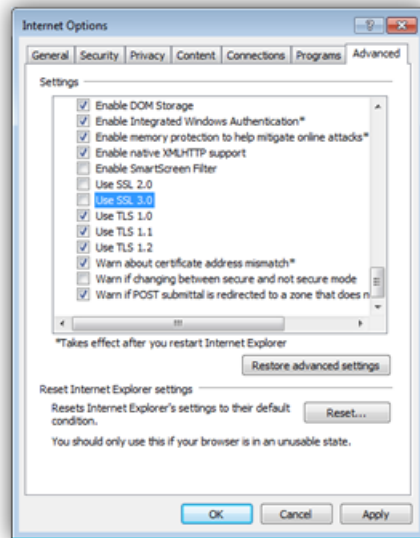 Internet Options
General Security Privacy Content Connections Programs Advanced
Settings
Enable DOM Storage
Enable Integrated Windows Authentication*
Enable memory protection to help mitigate online attacks*
Enable native XMLHTTP support
Enable SmartScreen Filter
Use SSL 2.0
Use SSL 3.0
Use TLS 1.0
Use TLS 1.1
Use TLS 1.2
Warn about certificate address mismatch*
Warn if changing between secure and not secure mode
Warn if POST submittal is redirected to a zone that does n
*Takes effect after you restart Internet Explorer
Restore advanced settings
Reset Internet Explorer settings
Resets Internet Explorer's settings to their default
condition.
Reset...
You should only use this if your browser is in an unusable state.
OK Cancel Apply